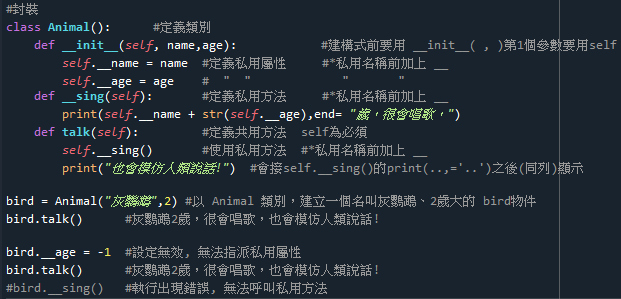 #封裝
class Animal():      #定義類別
    def __init__(self, name,age):          #建構式前要用 __init__( , )第1個參數要用self
        self.__name = name  #定義私用屬性     #*私用名稱前加上 __
        self.__age = age    #  "  "              "      "
    def __sing(self):       #定義私用方法     #*私用名稱前加上 __
        print(self.__name + str(self.__age),end= "歲，很會唱歌，")
    def talk(self):         #定義共用方法  self為必須
        self.__sing()       #使用私用方法  #*私用名稱前加上 __
        print("也會模仿人類說話!")  #會接self.__sing()的print(..,='..')之後(同列)顯示
bird = Animal("灰鸚鵡",2) #以 Animal 類別，建立一個名叫灰鸚鵡、2歲大的 bird物件
bird.talk()     #灰鸚鵡2歲，很會唱歌，也會模仿人類說話!
bird.__age = -1  #設定無效, 無法指派私用屬性
bird.talk()     #灰鸚鵡2歲，很會唱歌，也會模仿人類說話!
#bird.__sing()   #執行出現錯誤, 無法呼叫私用方法